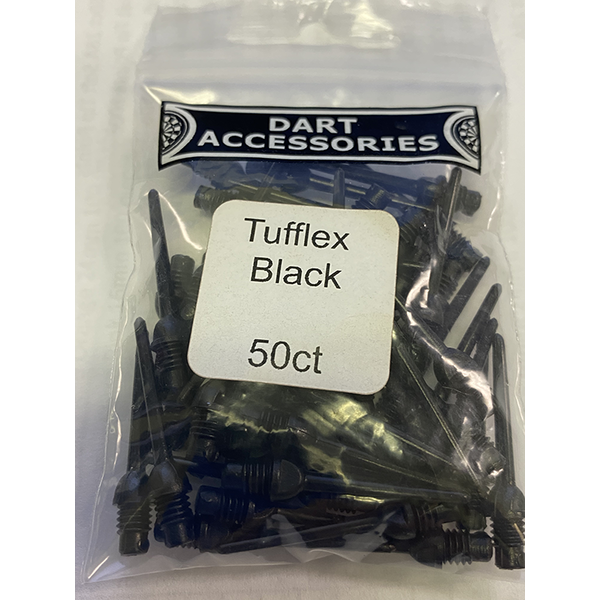 DART
ACCESSORIES
Tufflex
Black
50ct